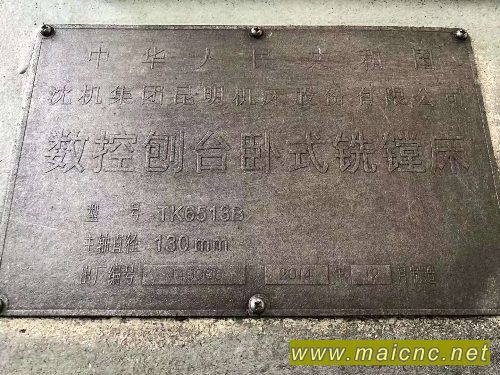 中华人民共和国
沈机集团昆明机床股份有限公司
数控刨台卧式铣镗床
型 号 TK6513B
主轴直径 130mm
出厂编号 2014 年 12 月制造
www.maicnc.net